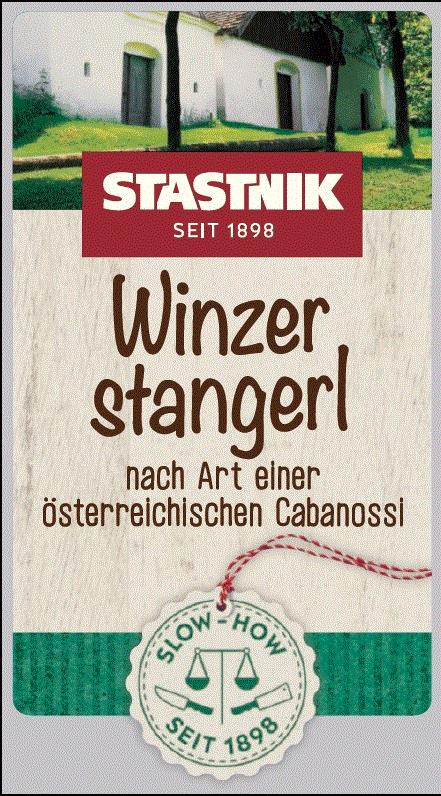 STASTNIK
SEIT 1898
Winzer
stangerl
nach Art einer
österreichischen Cabanossi
SLOW-HOW
SEIT 1898